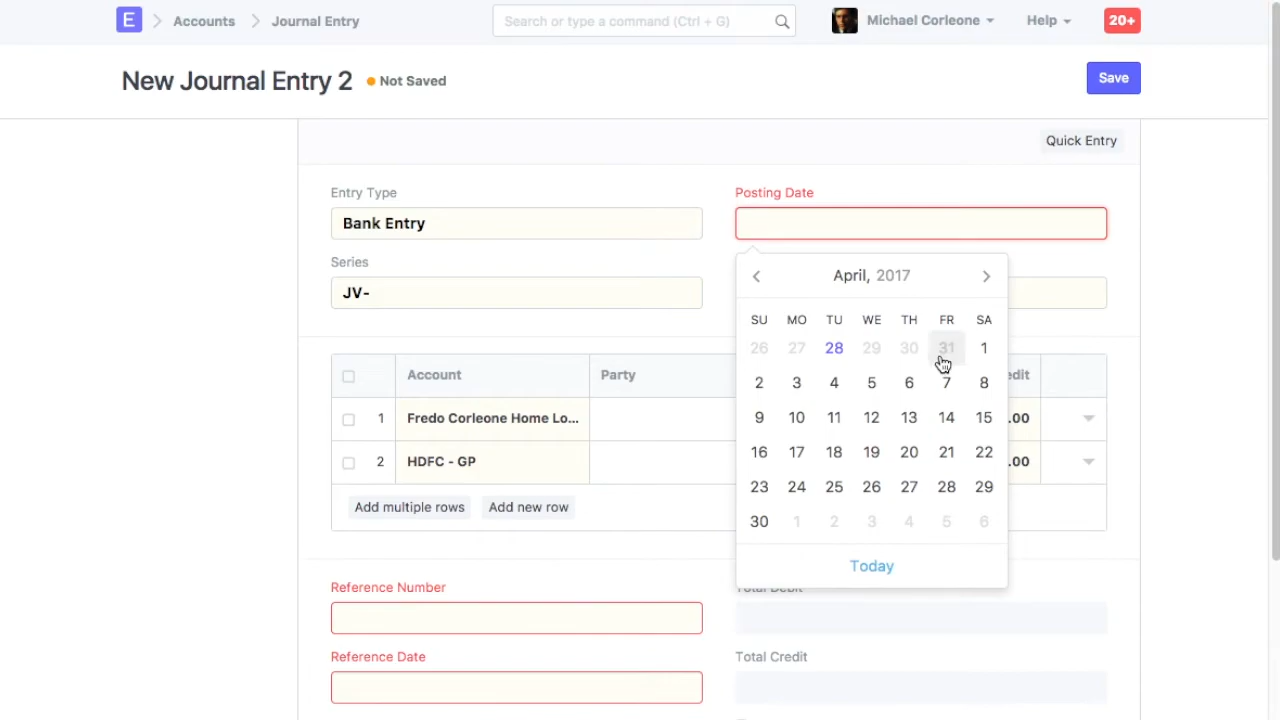 E Accounts Journal Entry Search or type a command (Ctrl + G) Michael Corleone Help 20+
New Journal Entry 2 Not Saved Save
Quick Entry
Entry Type Posting Date
Bank Entry
Series
JV-
April, 2017
SU MO TU WE TH FR SA
26 27 28 29 30 31 1
2 3 4 5 6 7 8
9 10 11 12 13 14 15
16 17 18 19 20 21 22
23 24 25 26 27 28 29
30 1 2 3 4 5 6
Today
Account Party edit
1 Fredo Corleone Home Lo... .00
2 HDFC - GP .00
Add multiple rows Add new row
Reference Number Total Debit
Reference Date Total Credit